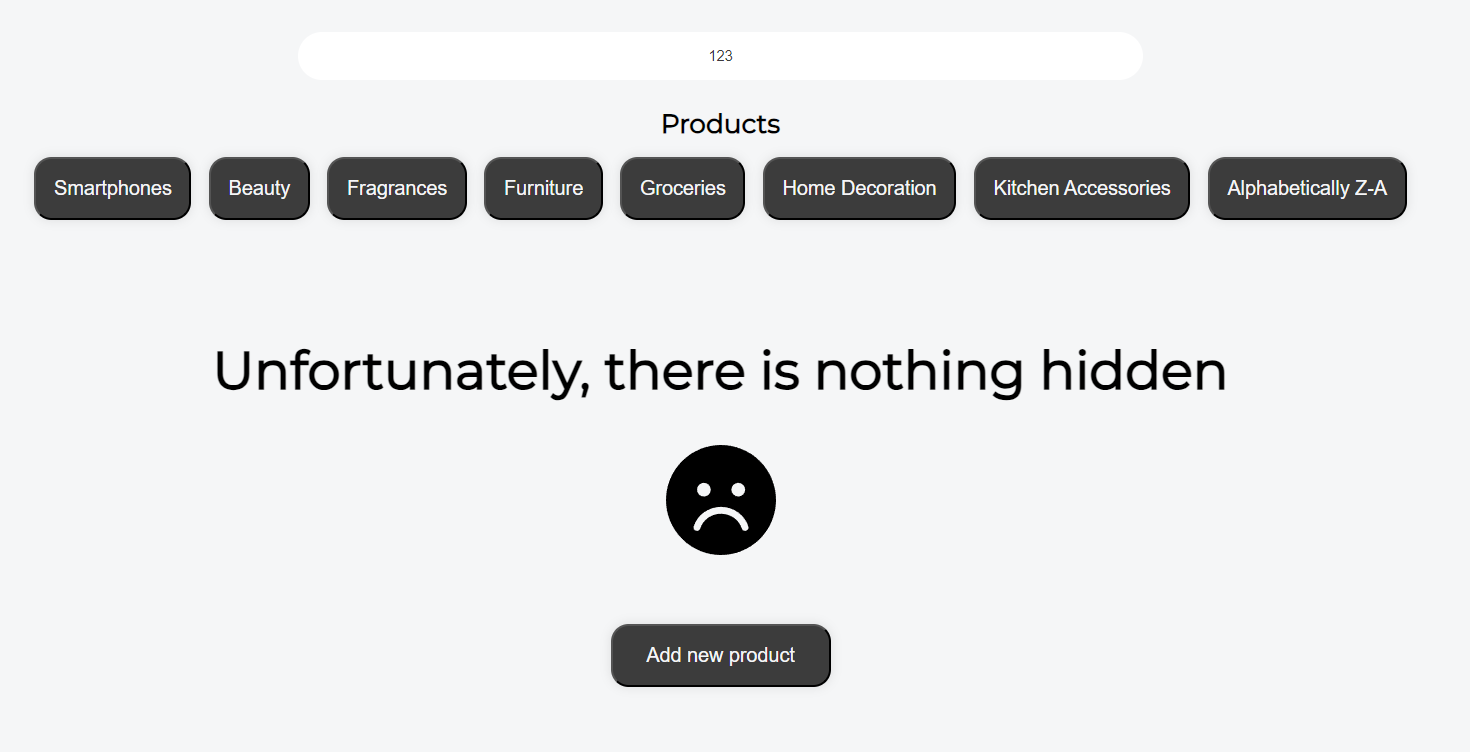 123
Products
Smartphones Beauty Fragrances Furniture Groceries Home Decoration Kitchen Accessories Alphabetically Z-A
Unfortunately, there is nothing hidden
Add new product